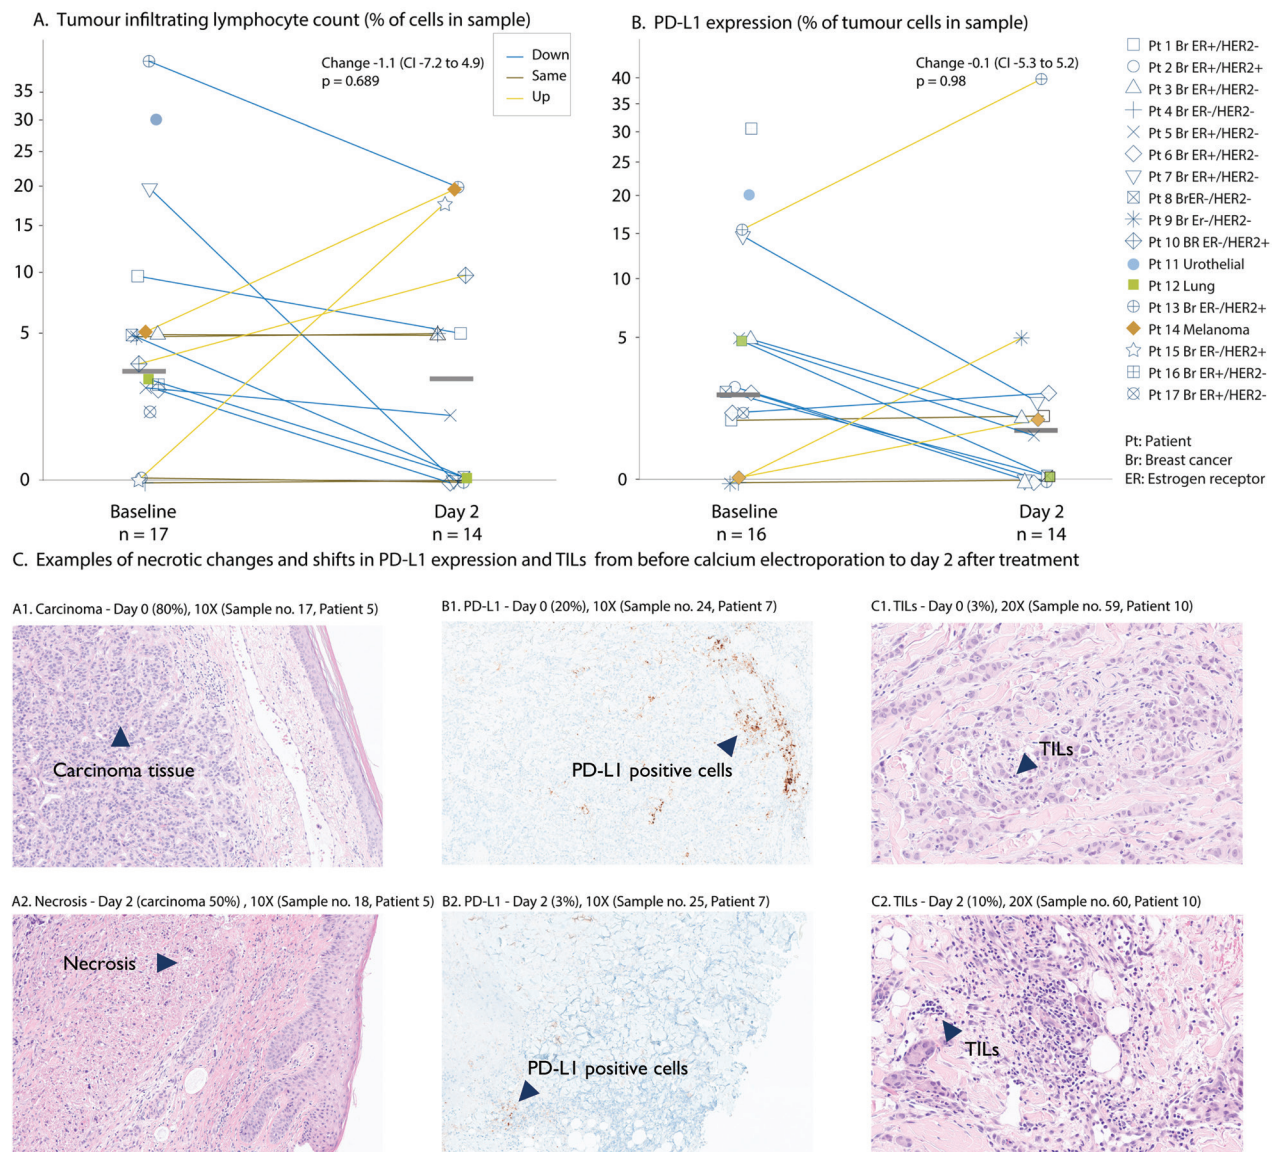 A. Tumour infiltrating lymphocyte count (% of cells in sample)
Change -1.1 (CI -7.2 to 4.9)
p = 0.689
Down
Same
Up
35
30
25
20
15
10
5
0
Baseline
n = 17
Day 2
n = 14
B. PD-L1 expression (% of tumour cells in sample)
Change -0.1 (CI -5.3 to 5.2)
p = 0.98
40
35
30
25
20
15
10
5
0
Baseline
n = 16
Day 2
n = 14
Pt 1 Br ER+/HER2-
Pt 2 Br ER+/HER2+
Pt 3 Br ER+/HER2-
Pt 4 Br ER-/HER2-
Pt 5 Br ER+/HER2-
Pt 6 Br ER+/HER2-
Pt 7 Br ER+/HER2-
Pt 8 BrER-/HER2-
Pt 9 Br Er-/HER2-
Pt 10 BR ER-/HER2+
Pt 11 Urothelial
Pt 12 Lung
Pt 13 Br ER-/HER2+
Pt 14 Melanoma
Pt 15 Br ER-/HER2+
Pt 16 Br ER+/HER2-
Pt 17 Br ER+/HER2-
Pt: Patient
Br: Breast cancer
ER: Estrogen receptor
C. Examples of necrotic changes and shifts in PD-L1 expression and TILs from before calcium electroporation to day 2 after treatment
A1. Carcinoma - Day 0 (80%), 10X (Sample no. 17, Patient 5)
Carcinoma tissue
B1. PD-L1 - Day 0 (20%), 10X (Sample no. 24, Patient 7)
PD-L1 positive cells
C1. TILs - Day 0 (3%), 20X (Sample no. 59, Patient 10)
TILs
A2. Necrosis - Day 2 (carcinoma 50%) , 10X (Sample no. 18, Patient 5)
Necrosis
B2. PD-L1 - Day 2 (3%), 10X (Sample no. 25, Patient 7)
PD-L1 positive cells
C2. TILs - Day 2 (10%), 20X (Sample no. 60, Patient 10)
TILs